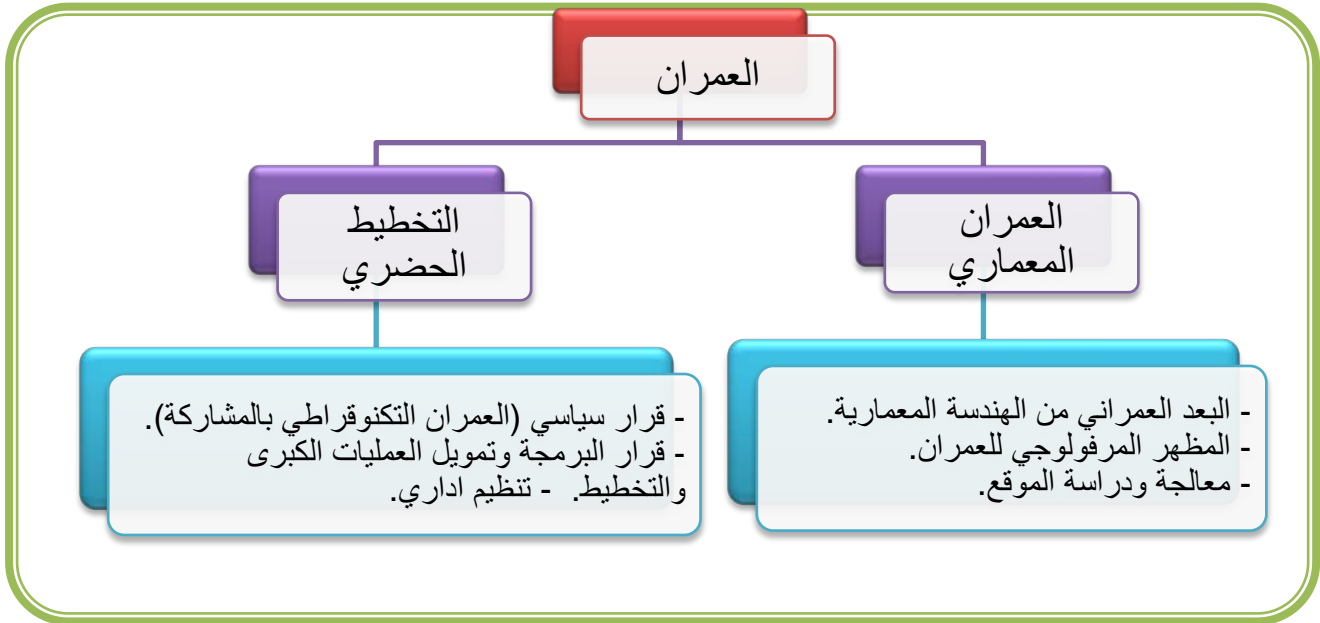 العمران
العمران
المعماري
التخطيط
الحضري
- البعد العمراني من الهندسة المعمارية.
- المظهر المرفولوجي للعمران.
- معالجة ودراسة الموقع.
- قرار سياسي (العمران التكنوقراطي بالمشاركة).
- قرار البرمجة وتمويل العمليات الكبرى
والتخطيط. - تنظيم اداري.